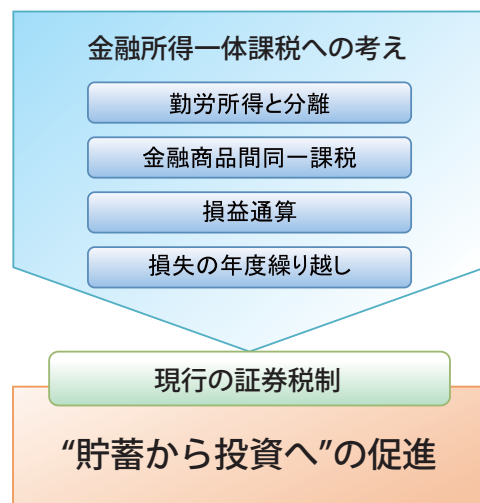 金融所得一体課税への考え
勤労所得と分離
金融商品間同一課税
損益通算
損失の年度繰り越し
現行の証券税制
“貯蓄から投資へ”の促進